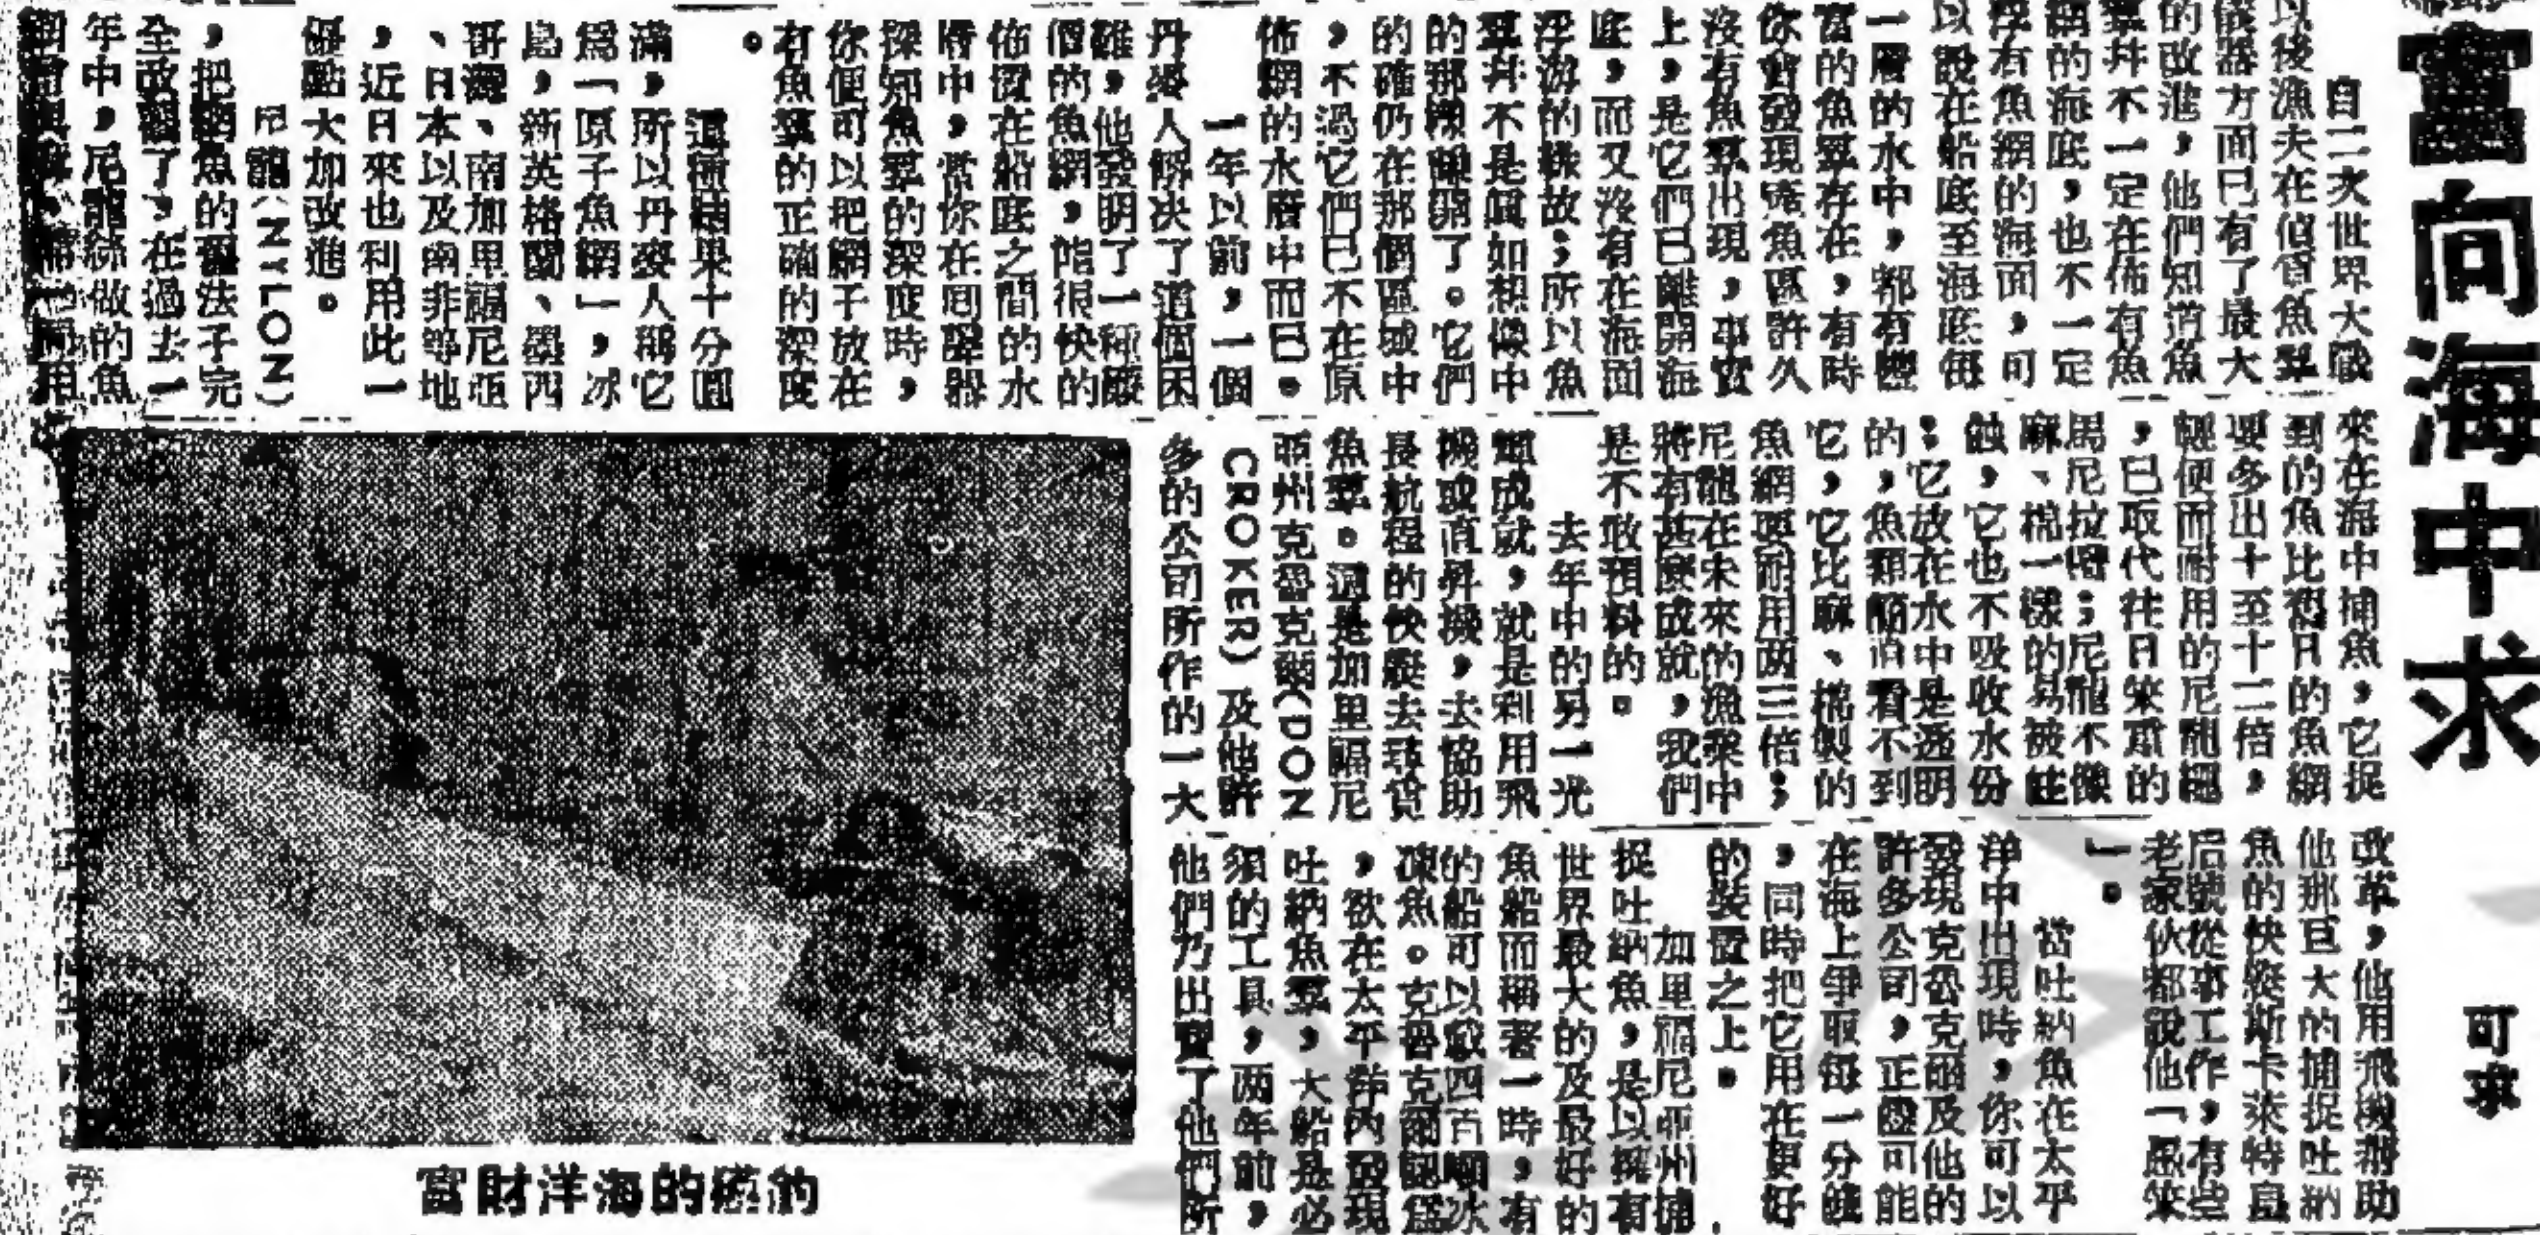 富向海中求
可求
自二次世界大戰
以後漁夫在偵察魚羣
儀器方面已有了最大
的改進，他們知道魚
羣并不一定在佈有魚
網的海底，也不一定
浮有魚網的海面，可
以設在船底至海底每
一層的水中，都有豐
富的魚羣存在，有時
你會發現魚區許久
沒有魚羣出現，事實
上，是它們已離開海
底，而又沒有在海面
浮游的緣故；所以魚
羣并不是眞如想像中
的那樣離開了。它們
的確仍在那個區域中
，不過它們已不在原
佈網的水層中而已。
一年以前，一個
丹麥人解决了這個困
難，他發明了一種嚴
密的魚網，能很快的
佈置在船底之間的水
層中，當你在囘聲器
探知魚羣的深度時，
你便可以把網子放在
有魚羣的正確的深度
。
這種結果十分圓
滿，所以丹麥人稱它
爲「原子魚網」，冰
島，新英格蘭、墨西
哥灣、南加里福尼亞
、日本以及南非等地
，近日來也利用此一
優點大加改進。
尼龍（NYLON）
，把網魚的舊法子完
全改觀了，在過去一
年中，尼龍綜做的魚
來在海中捕魚，它捉
到的魚比舊日的魚網
要多出十至十二倍，
輕便而耐用的尼龍繩
，已取代往日笨重的
馬尼拉繩；尼龍不像
麻、棉一樣的易被蛀
蝕，它也不吸收水份
；它放在水中是透明
的，魚類簡直看不到
它，它比麻、棉製的
魚網更耐用两三倍；
尼龍在未來的漁業中
將有甚麽成就，我們
是不敢預料的。
去年中的另一光
輝成就，就是利用飛
機或直昇機，去協助
長航程的快艇去尋覓
魚羣。這是加里福尼
亞州克魯克爾（DON
CROKER）及他許
多的公司所作的一大
改革，他用飛機帮助
他那巨大的捕捉吐納
魚的快艇斯卡萊特島
后號從事工作，有些
老家伙都說他「愚笨
」。
當吐納魚在太平
洋中出現時，你可以
發現克魯克爾及他的
許多公司，正盡可能
在海上爭取每一分鐘
，同時把它用在更好
的裝置之上。
加里福尼亞州捕
捉吐納魚，是以擁有
世界最大的及最好的
魚船而稱著一時，有
的船可以載四百噸冰
凍魚。克魯克爾認爲
，欲在太平洋内發現
吐納魚羣，大船是必
須的工具，两年前，
他們乃出賣了他們所
富財洋海的藏豹